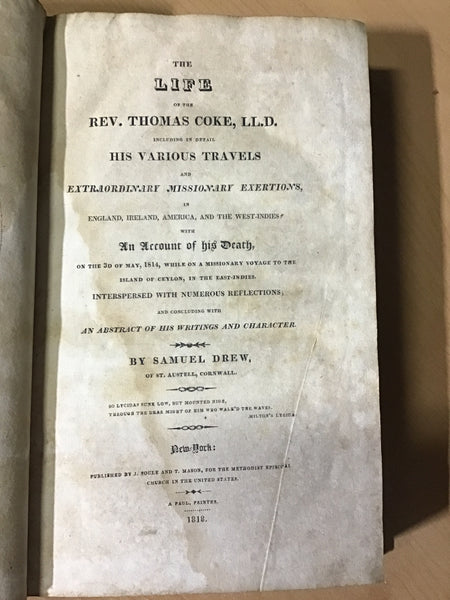 THE
LIFE
OF THE
REV. THOMAS COKE, LL.D.
INCLUDING IN DETAIL
HIS VARIOUS TRAVELS
AND
EXTRAORDINARY MISSIONARY EXERTIONS,
IN
ENGLAND, IRELAND, AMERICA, AND THE WEST-INDIES:
WITH
An Account of his Death,
ON THE 3D OF MAY, 1814, WHILE ON A MISSIONARY VOYAGE TO THE
ISLAND OF CEYLON, IN THE EAST-INDIES.
INTERSPERSED WITH NUMEROUS REFLECTIONS;
AND CONCLUDING WITH
AN ABSTRACT OF HIS WRITINGS AND CHARACTER.
BY SAMUEL DREW,
OF ST. AUSTELL, CORNWALL.
SO LYCIDAS SUNK LOW, BUT MOUNTED HIGH,
THROUGH THE DEAR MIGHT OF HIM WHO WALK'D THE WAVES.
MILTON'S LYCIDA
New-York:
PUBLISHED BY J. SOULE AND T. MASON, FOR THE METHODIST EPISCOPAL
CHURCH IN THE UNITED STATES.
A PAUL, PRINTER.
1818.